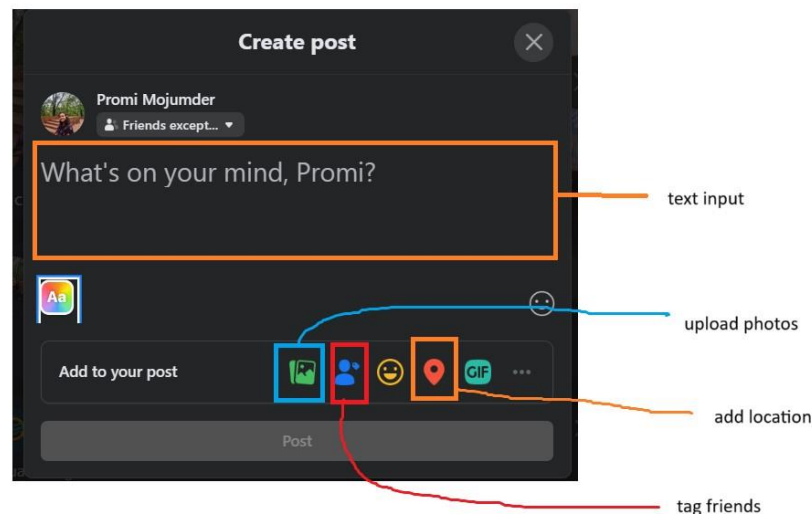 Create post
Promi Mojumder
Friends except...
What's on your mind, Promi?
text input
Aa
upload photos
Add to your post
GIF
add location
Post
tag friends